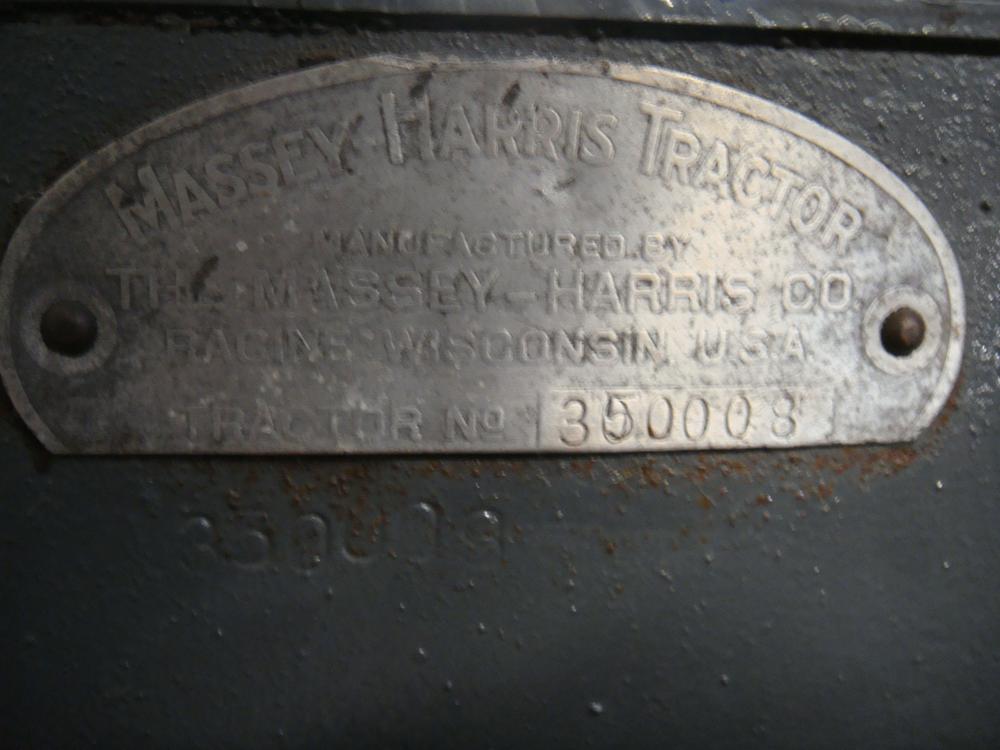 MASSEY-HARRIS TRACTOR
MANUFACTURED BY
THE MASSEY-HARRIS CO
RACINE WISCONSIN U.S.A.
TRACTOR NO 350008